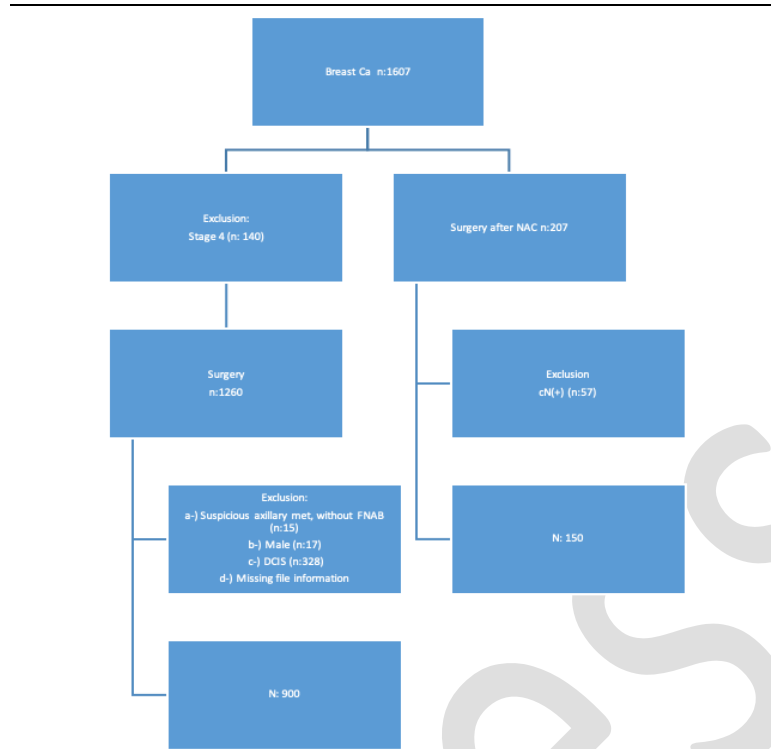 Breast Ca n:1607
Exclusion:
Stage 4 (n: 140)
Surgery after NAC n:207
Surgery
n:1260
Exclusion
cN(+) (n:57)
Exclusion:
a-) Suspicious axillary met, without FNAB
(n:15)
b-) Male (n:17)
c-) DCIS (n:328)
d-) Missing file information
N: 150
N: 900